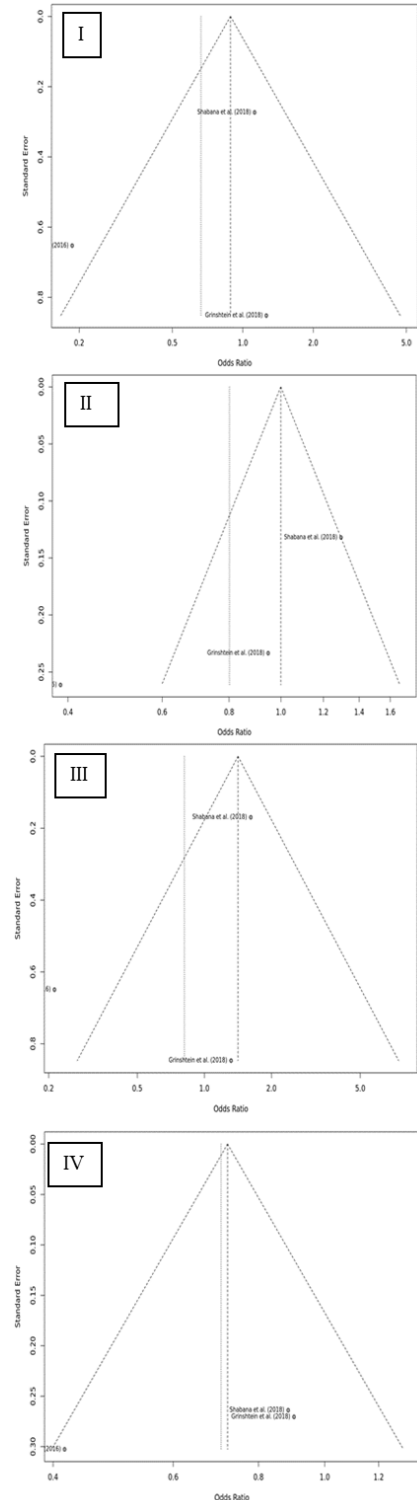 I
0.0
0.2
Shabana et al. (2018)
0.4
Standard Error
0.6
(2016)
0.8
Grinshtein et al. (2018)
0.2 0.5 1.0 2.0 5.0
Odds Ratio
II
0.00
0.05
0.10
Standard Error
Shabana et al. (2018)
0.15
0.20
Grinshtein et al. (2018)
0.25
)
0.4 0.6 0.8 1.0 1.2 1.4 1.6
Odds Ratio
III
0.0
Shabana et al. (2018)
0.2
0.4
Standard Error
0.6
6)
0.8
Grinshtein et al. (2018)
0.2 0.5 1.0 2.0 5.0
Odds Ratio
IV
0.00
0.05
0.10
Standard Error
0.15
0.20
0.25
Shabana et al. (2018)
Grinshtein et al. (2018)
0.30
2016)
0.4 0.6 0.8 1.0 1.2
Odds Ratio